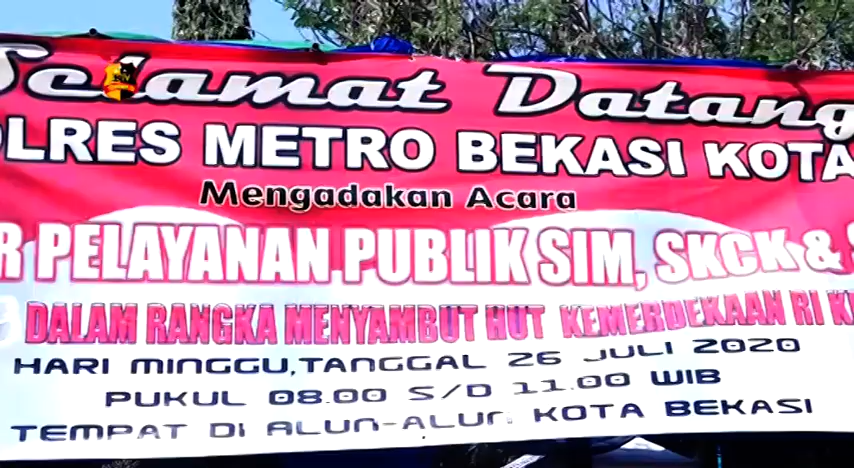 Selamat Datang
POLRES METRO BEKASI KOTA
Mengadakan Acara
PELAYANAN PUBLIK SIM, SKCK &
DALAM RANGKA MENYAMBUT HUT KEMERDEKAAN RI
HARI MINGGU, TANGGAL 26 JULI 2020
PUKUL 08.00 S/D 11.00 WIB
TEMPAT DI ALUN-ALUN KOTA BEKASI